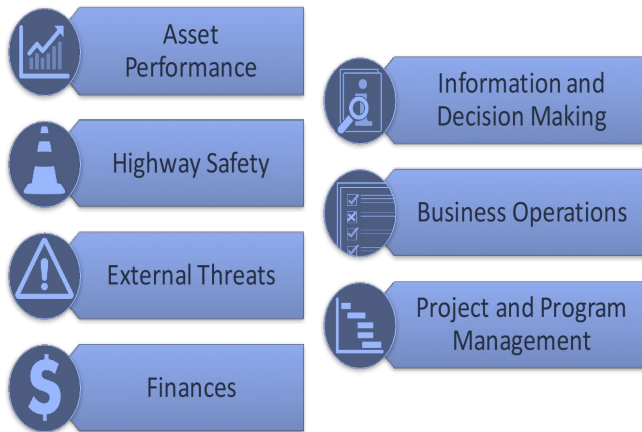 Asset
Performance
Highway Safety
External Threats
$
Finances
Information and
Decision Making
Business Operations
Project and Program
Management